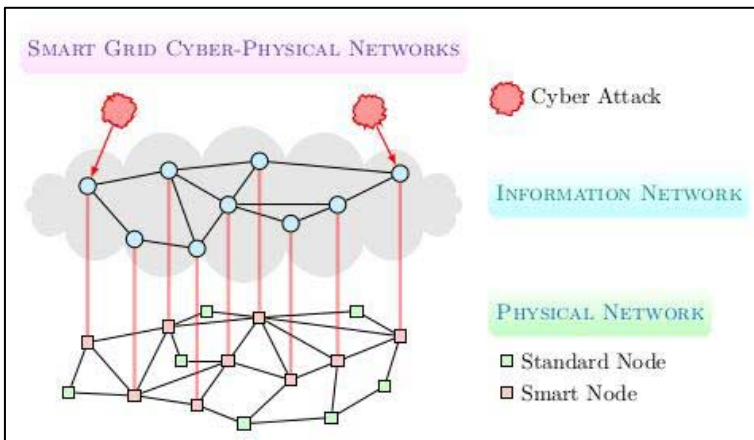 SMART GRID CYBER-PHYSICAL NETWORKS
Cyber Attack
INFORMATION NETWORK
PHYSICAL NETWORK
Standard Node
Smart Node